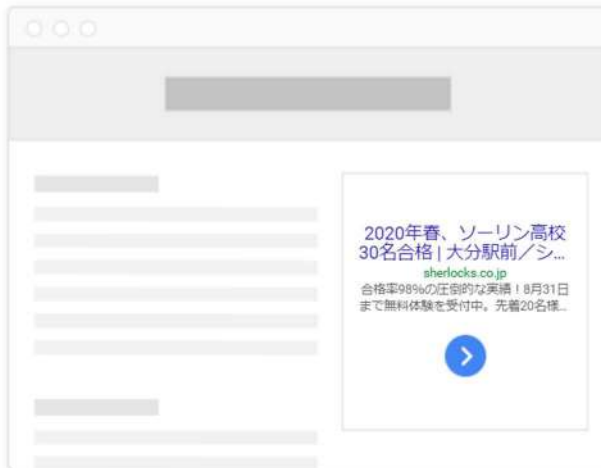 2020年春、ソーリン高校
30名合格 | 大分駅前／シ...
sherlocks.co.jp
合格率98%の圧倒的な実績！8月31日
まで無料体験を受付中。先着20名様...